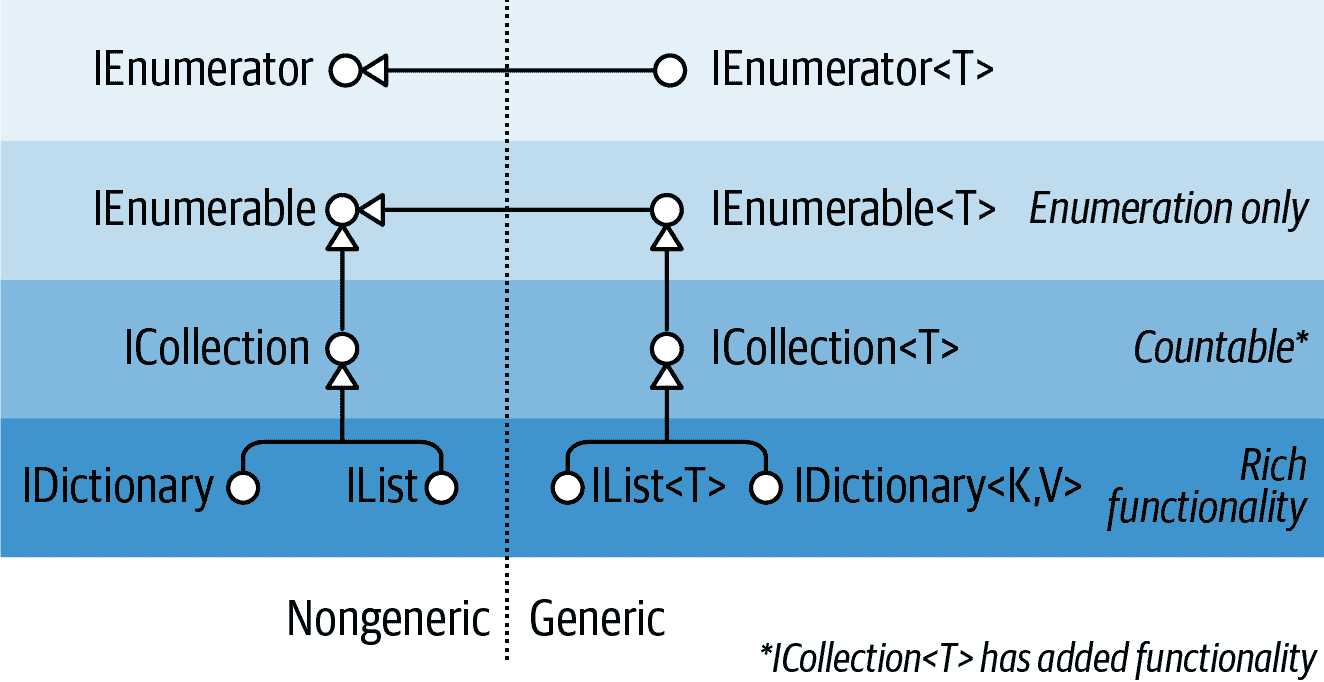 IEnumerator IEnumerator<T>
IEnumerable IEnumerable<T> Enumeration only
ICollection ICollection<T> Countable*
IDictionary IList IList<T> IDictionary<K,V> Rich
functionality
Nongeneric Generic
*ICollection<T> has added functionality